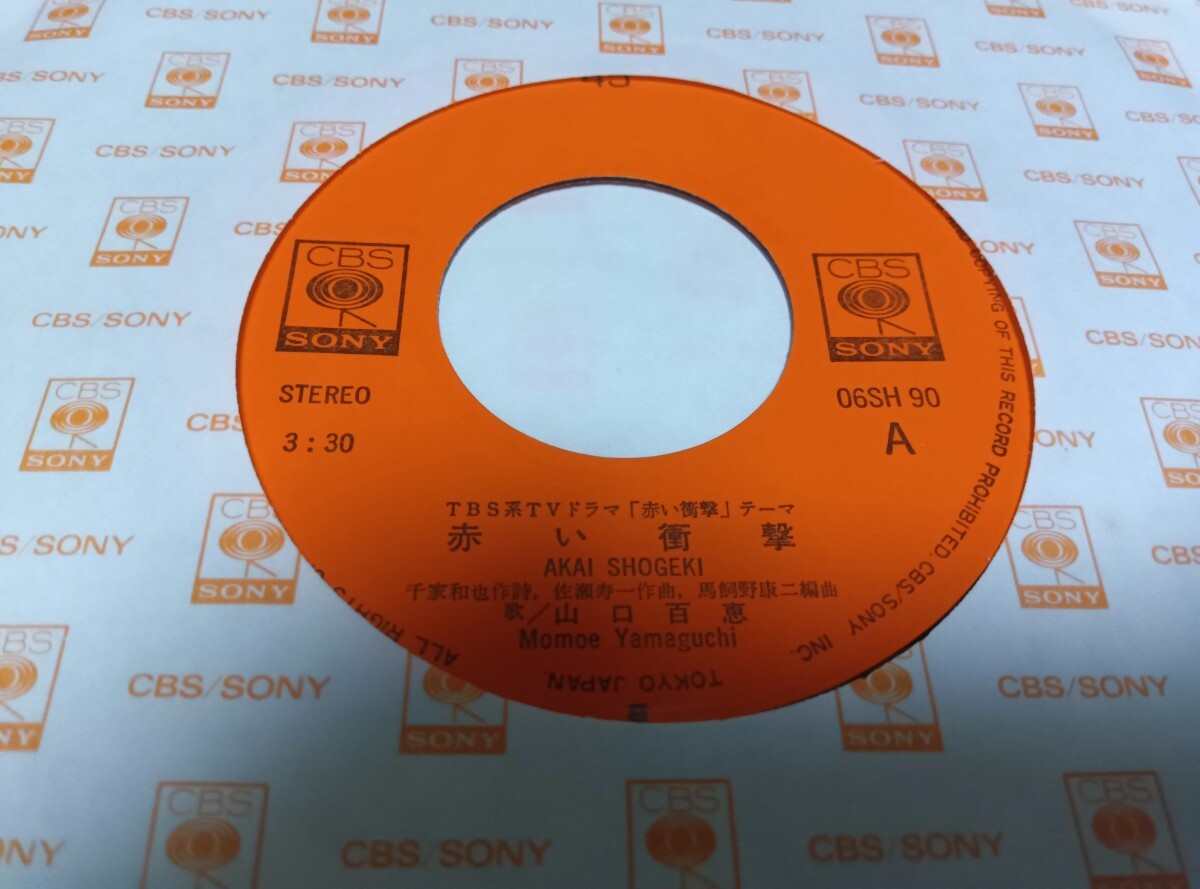 45
CBS
SONY
CBS
SONY
STEREO
3 : 30
06SH 90
A
TBS系TVドラマ「赤い衝撃」テーマ
赤い衝撃
AKAI SHOGEKI
千家和也作詩, 佐瀬寿一作曲, 馬飼野康二編曲
歌/山口百恵
Momoe Yamaguchi
COPYING OF THIS RECORD PROHIBITED. CBS/SONY INC.
TOKYO JAPAN.
ALL RIGHTS
CBS/SONY